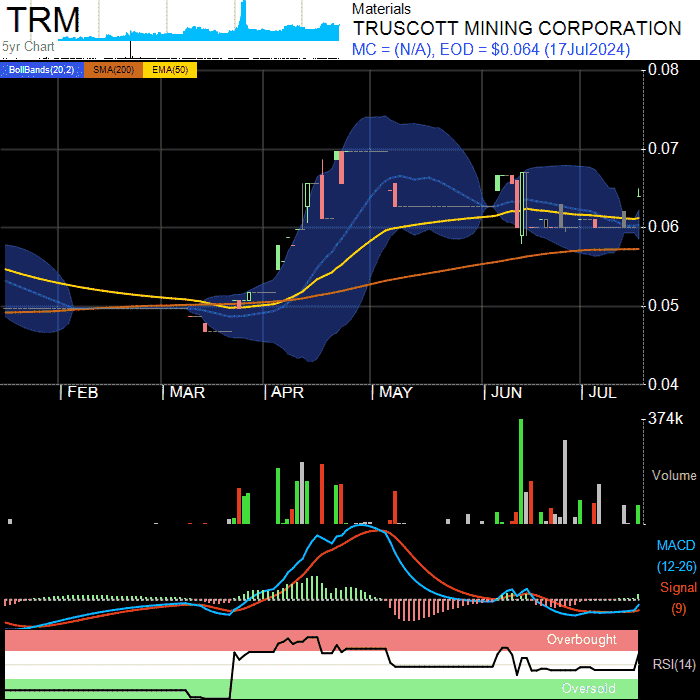 TRM
5yr Chart
Materials
TRUSCOTT MINING CORPORATION
MC = (N/A), EOD = $0.064 (17Jul2024)
BollBands(20,2) SMA(200) EMA(50)
0.08
0.07
0.06
0.05
0.04
FEB MAR APR MAY JUN JUL
374k
Volume
MACD
(12-26)
Signal
(9)
Overbought
RSI(14)
Oversold